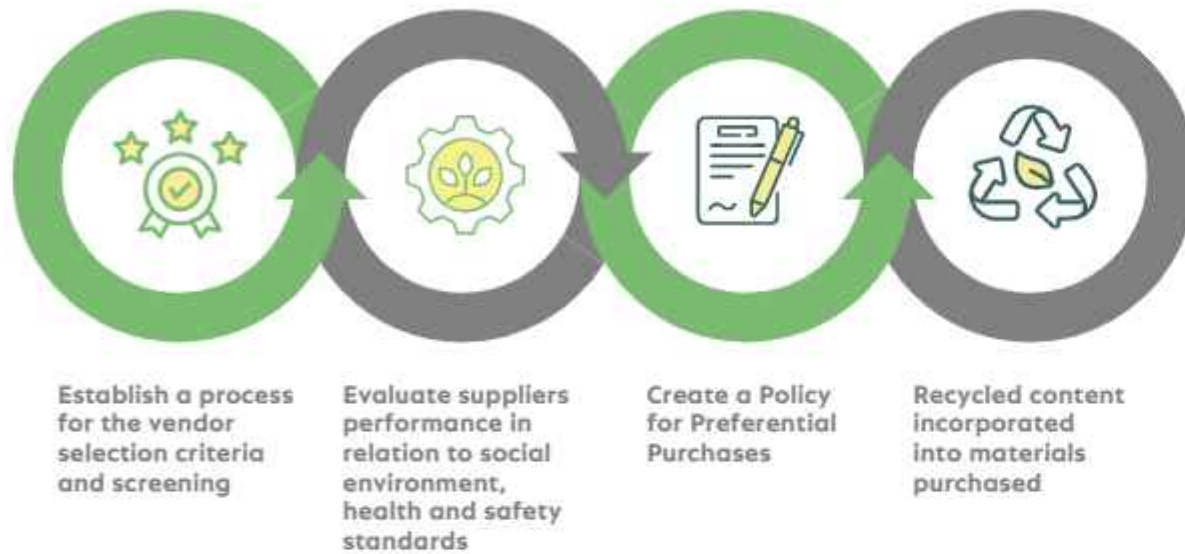 Establish a process
for the vendor
selection criteria
and screening
Evaluate suppliers
performance in
relation to social
environment,
health and safety
standards
Create a Policy
for Preferential
Purchases
Recycled content
incorporated
into materials
purchased